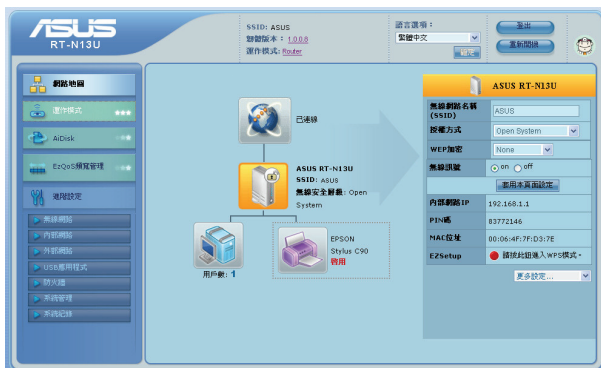 ASUS
RT-N13U
SSID: ASUS
韌體版本: 1.0.0.8
運作模式: Router
語言選項:
繁體中文
登出
重新開機
網路地圖
運作模式
AiDisk
EzQoS頻寬管理
進階設定
無線網路
內部網路
外部網路
USB應用程式
防火牆
系統管理
系統記錄
已連線
ASUS RT-N13U
SSID: ASUS
無線安全層級: Open
System
用戶數: 1
EPSON
Stylus C90
啓用
ASUS RT-N13U
無線網路名稱
(SSID)
ASUS
授權方式
Open System
WEP加密
None
無線訊號
on off
套用本頁面設定
內部網路IP
192.168.1.1
PIN碼
83772146
MAC位址
00:06:4F:7F:D3:7E
EZSetup
請按此鈕進入WPS模式。
更多設定...